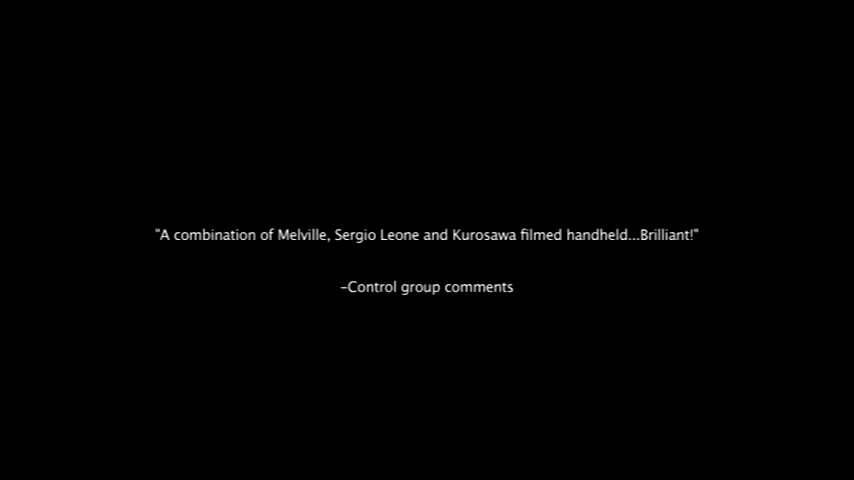 "A combination of Melville, Sergio Leone and Kurosawa filmed handheld...Brilliant!"
-Control group comments